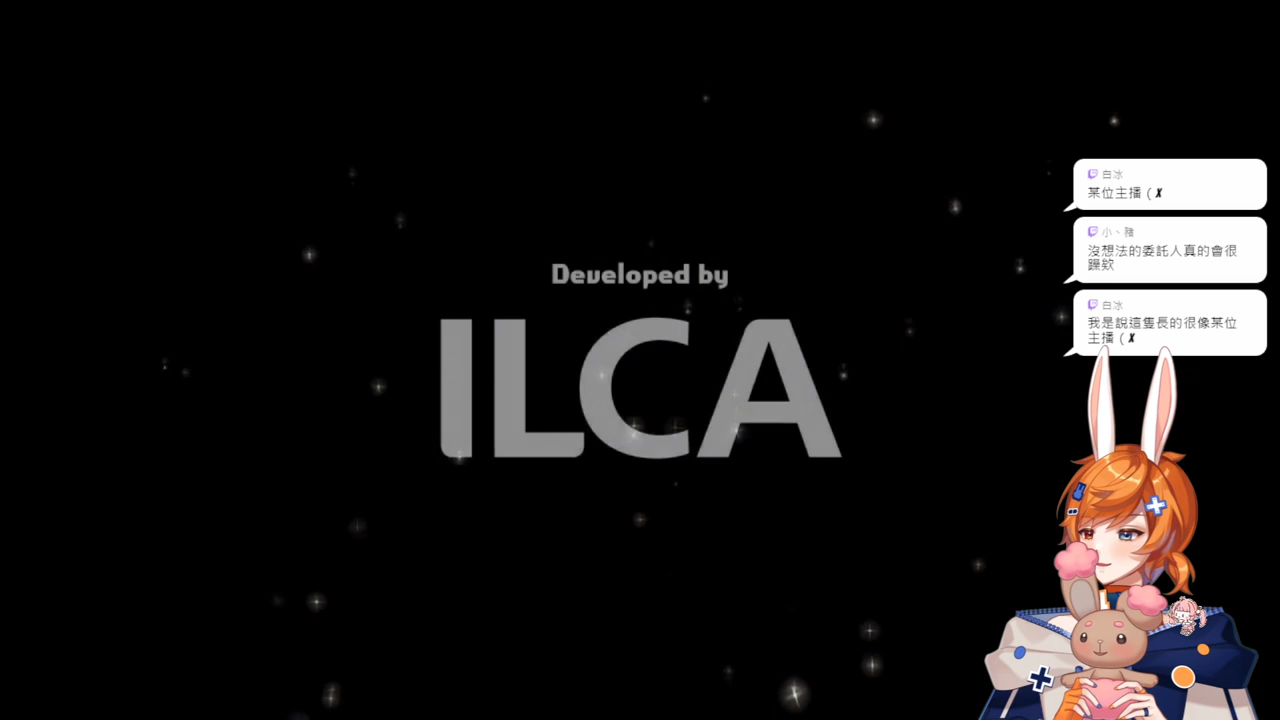 Developed by
ILCA
白冰
某位主播 (✘
小、豬
沒想法的委託人真的會很
躁欸
白冰
我是說這隻長的很像某位
主播 (✘